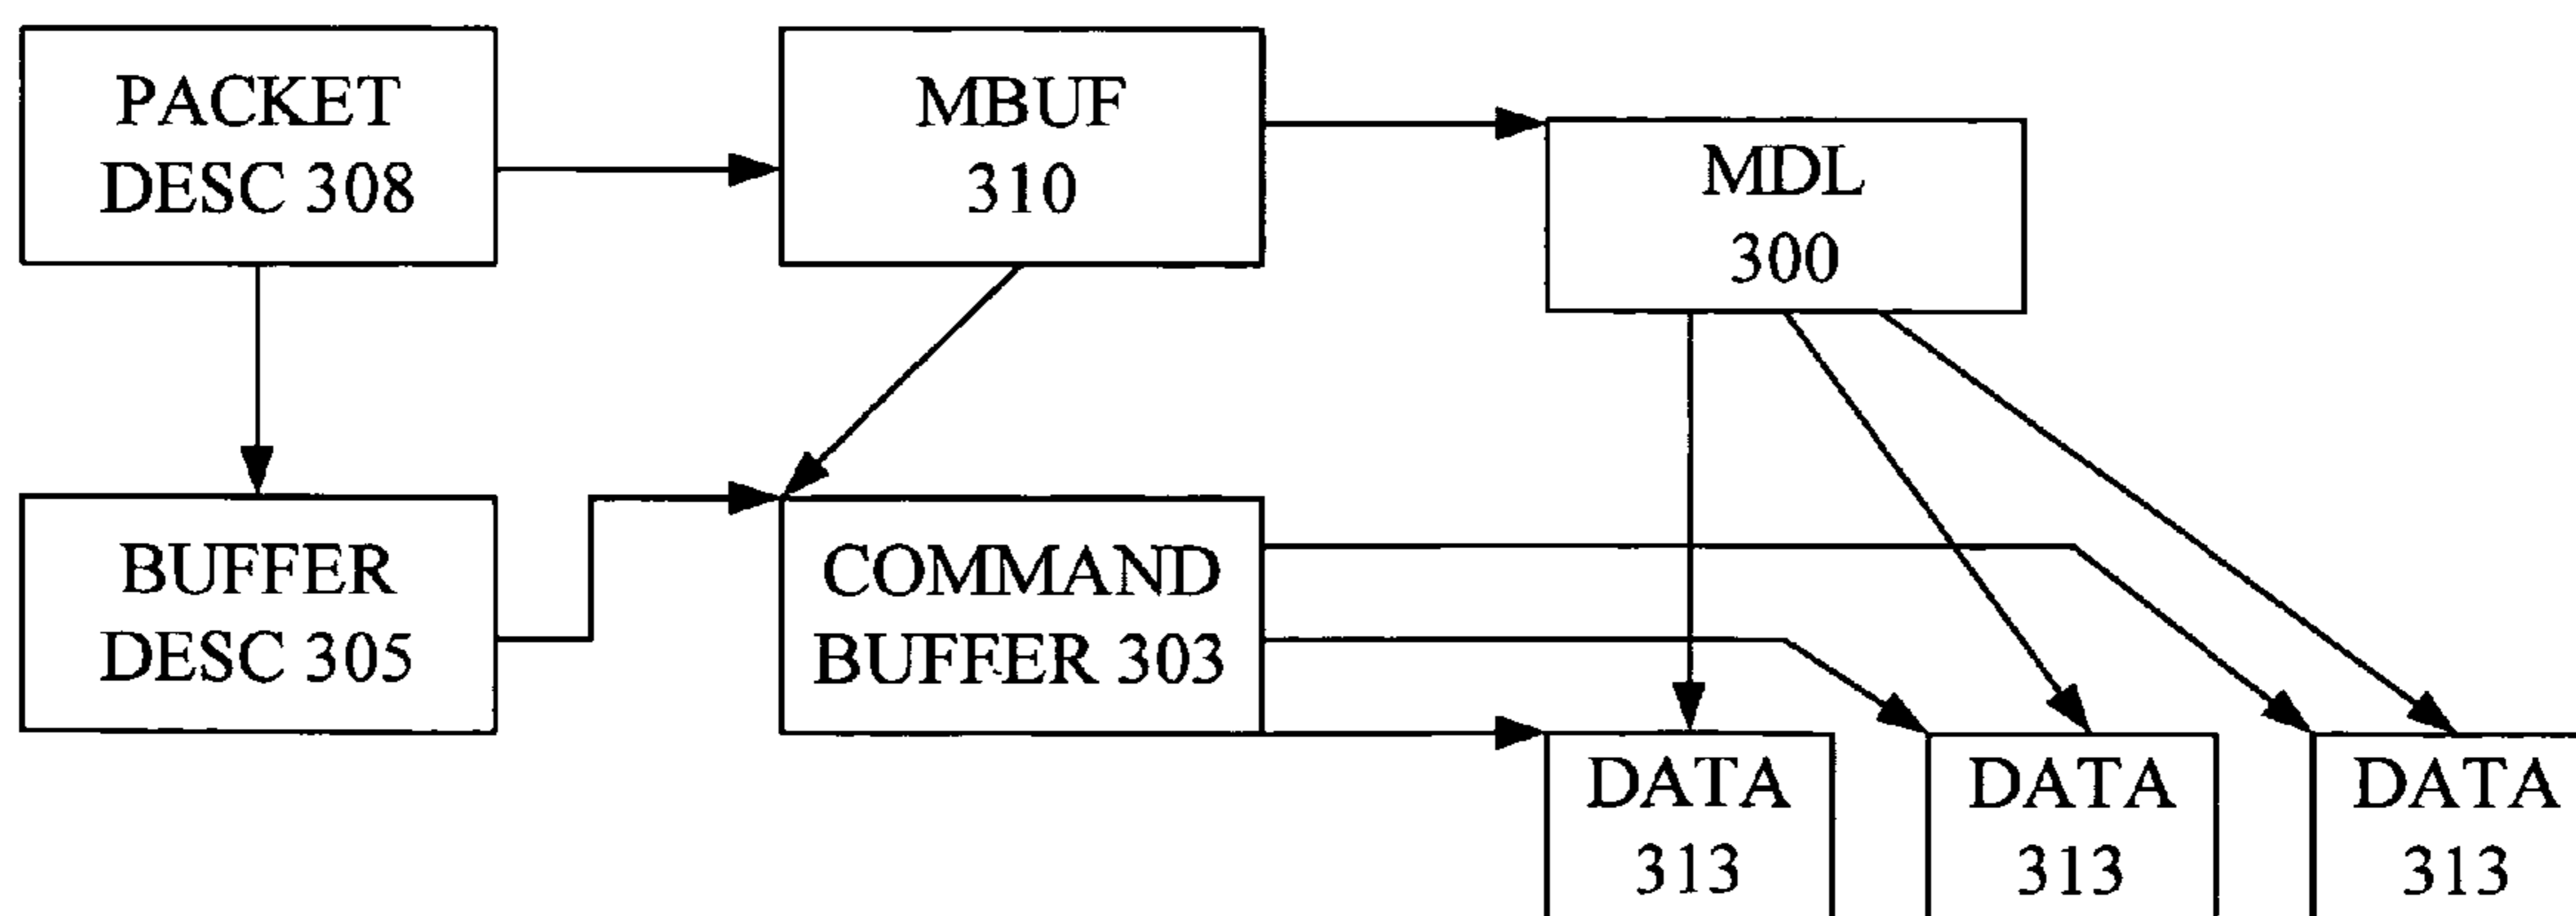 PACKET
DESC 308
MBUF
310
MDL
300
BUFFER
DESC 305
COMMAND
BUFFER 303
DATA
313
DATA
313
DATA
313